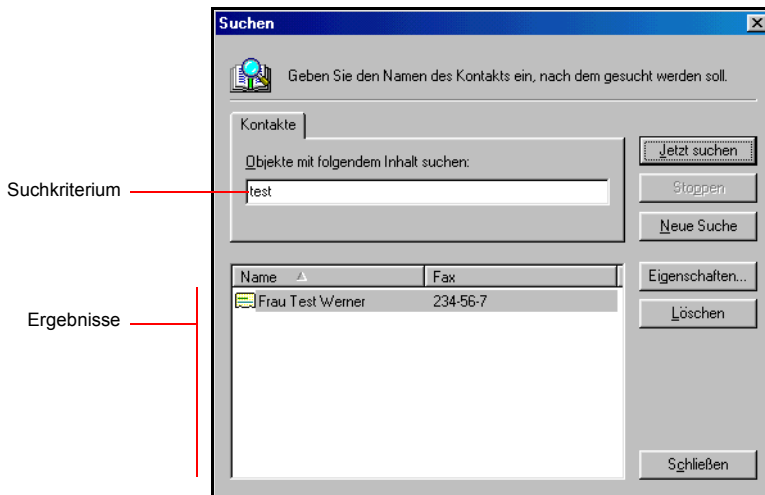 Suchen
Geben Sie den Namen des Kontakts ein, nach dem gesucht werden soll.
Kontakte
Objekte mit folgendem Inhalt suchen:
Suchkriterium
test
Jetzt suchen
Stoppen
Neue Suche
Name Fax
Eigenschaften...
Frau Test Werner 234-56-7
Löschen
Ergebnisse
Schließen